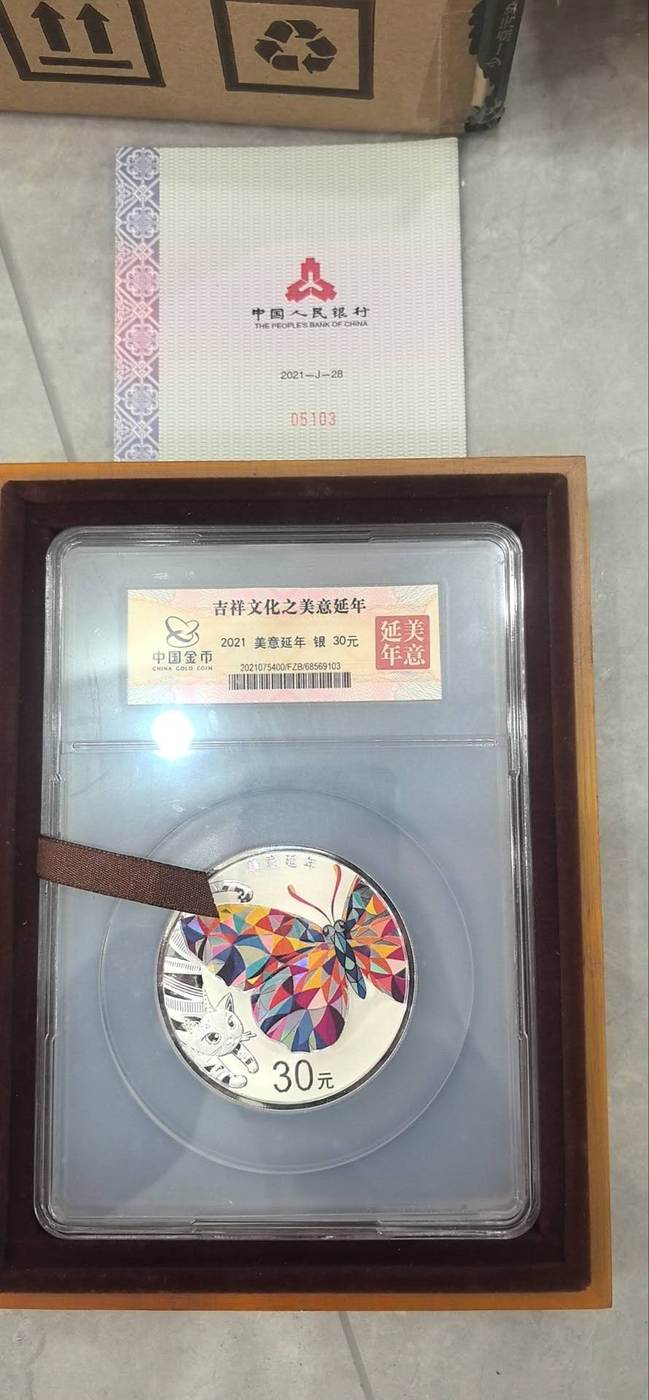 中国人民银行
THE PEOPLE'S BANK OF CHINA
2021—J—28
05103
吉祥文化之美意延年
中国金币
CHINA GOLD COIN
2021 美意延年 银 30元
2021075400/FZB/68569103
美意
延年
延年
30元